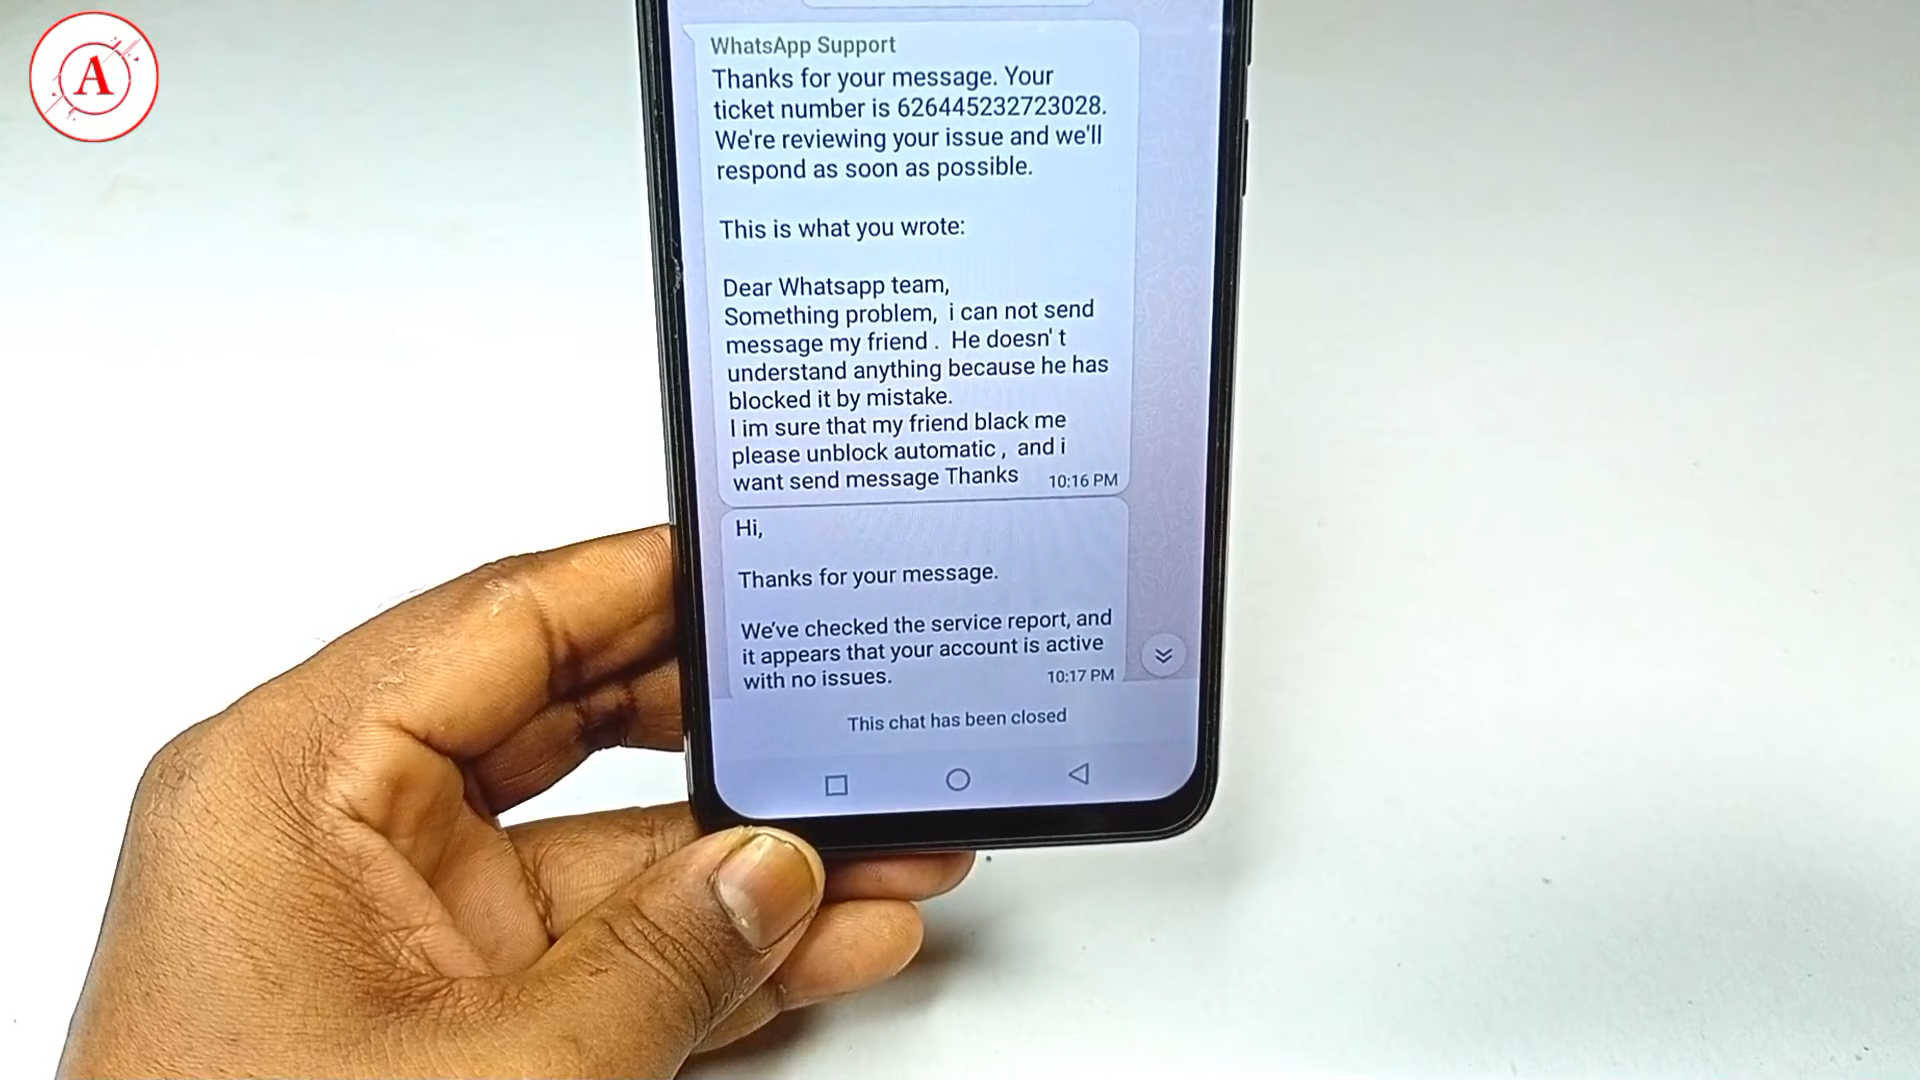 A
WhatsApp Support
Thanks for your message. Your
ticket number is 626445232723028.
We're reviewing your issue and we'll
respond as soon as possible.
This is what you wrote:
Dear Whatsapp team,
Something problem,  i can not send
message my friend .  He doesn' t
understand anything because he has
blocked it by mistake.
I im sure that my friend black me
please unblock automatic ,  and i
want send message Thanks
10:16 PM
Hi,
Thanks for your message.
We've checked the service report, and
it appears that your account is active
with no issues.
10:17 PM
This chat has been closed